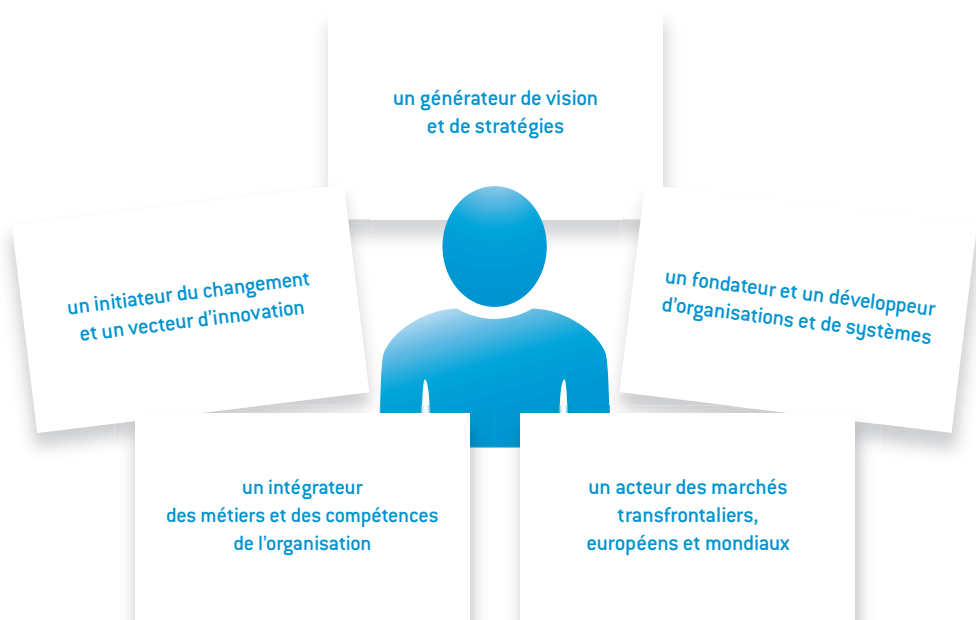 un générateur de vision
et de stratégies
un initiateur du changement
et un vecteur d’innovation
un fondateur et un développeur
d’organisations et de systèmes
un intégrateur
des métiers et des compétences
de l’organisation
un acteur des marchés
transfrontaliers,
européens et mondiaux